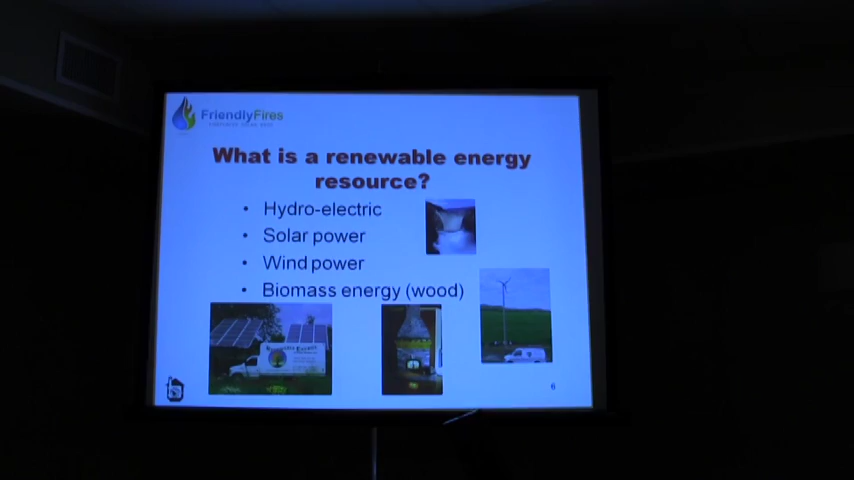 FriendlyFires
What is a renewable energy
resource?
• Hydro-electric
• Solar power
• Wind power
• Biomass energy (wood)
6